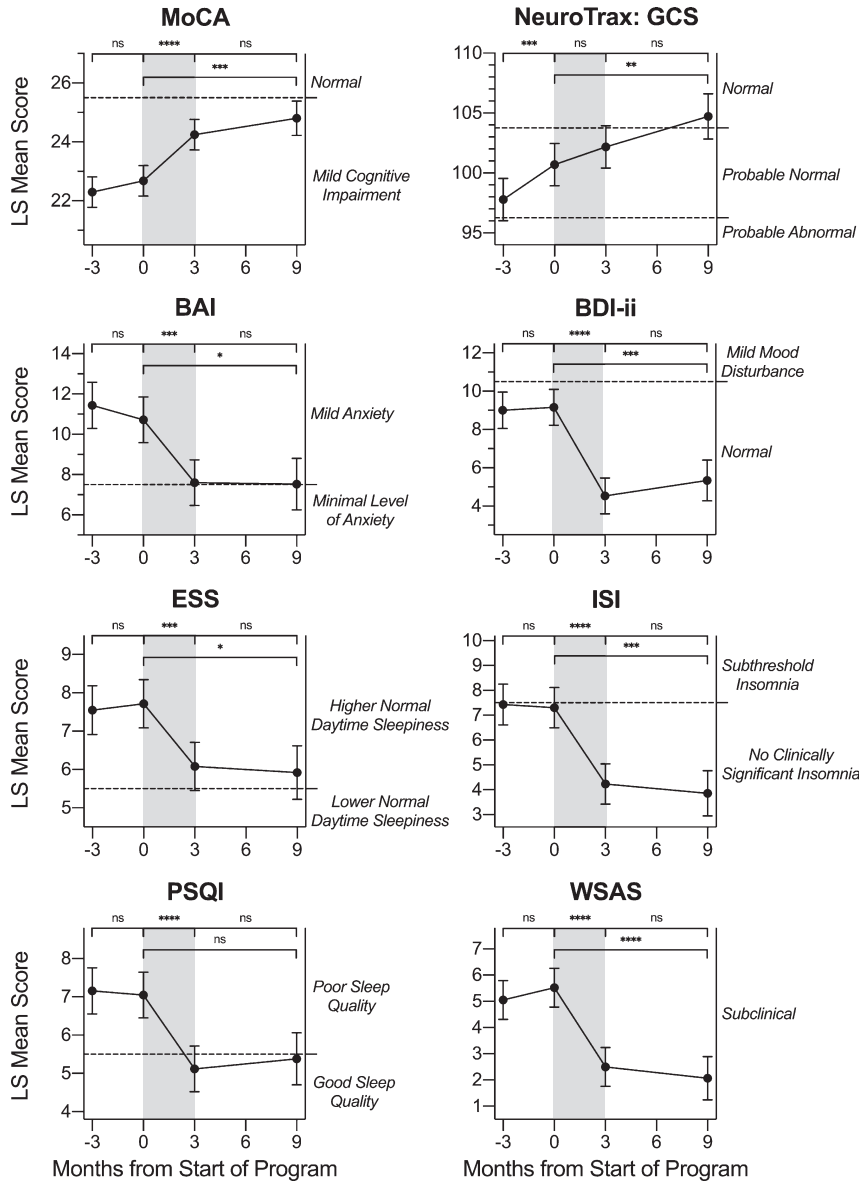 MoCA
ns **** ns
***
26
24
22
LS Mean Score
Normal
Mild Cognitive
Impairment
-3 0 3 6 9
NeuroTrax: GCS
*** ns ns
**
110
105
100
95
Normal
Probable Normal
Probable Abnormal
-3 0 3 6 9
BAI
ns *** ns
*
14
12
10
8
6
LS Mean Score
Mild Anxiety
Minimal Level
of Anxiety
-3 0 3 6 9
BDI-ii
ns **** ns
***
12
10
8
6
4
Mild Mood
Disturbance
Normal
-3 0 3 6 9
ESS
ns *** ns
*
9
8
7
6
5
LS Mean Score
Higher Normal
Daytime Sleepiness
Lower Normal
Daytime Sleepiness
-3 0 3 6 9
ISI
ns **** ns
***
10
9
8
7
6
5
4
3
Subthreshold
Insomnia
No Clinically
Significant Insomnia
-3 0 3 6 9
PSQI
ns **** ns
ns
8
7
6
5
4
LS Mean Score
Poor Sleep
Quality
Good Sleep
Quality
-3 0 3 6 9
Months from Start of Program
WSAS
ns **** ns
****
7
6
5
4
3
2
1
Subclinical
-3 0 3 6 9
Months from Start of Program